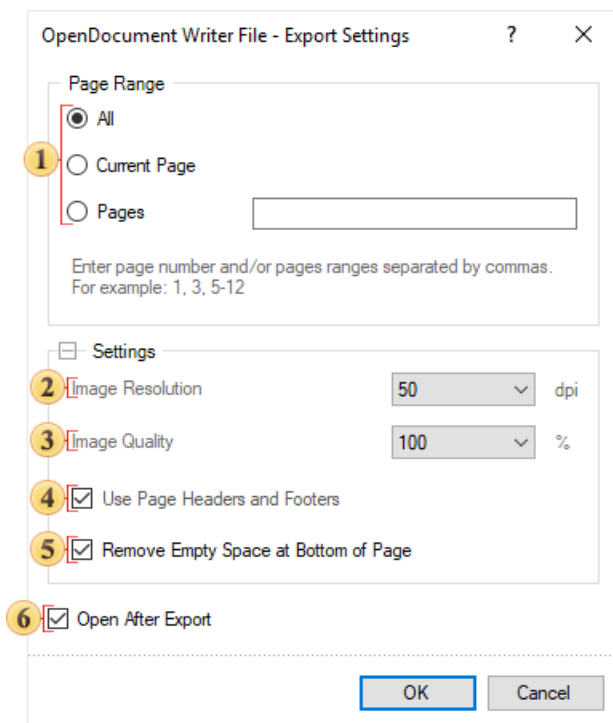 OpenDocument Writer File - Export Settings ?
Page Range
All
1 Current Page
Pages
Enter page number and/or pages ranges separated by commas.
For example: 1, 3, 5-12
Settings
2 Image Resolution 50 dpi
3 Image Quality 100 %
4 Use Page Headers and Footers
5 Remove Empty Space at Bottom of Page
6 Open After Export
OK Cancel